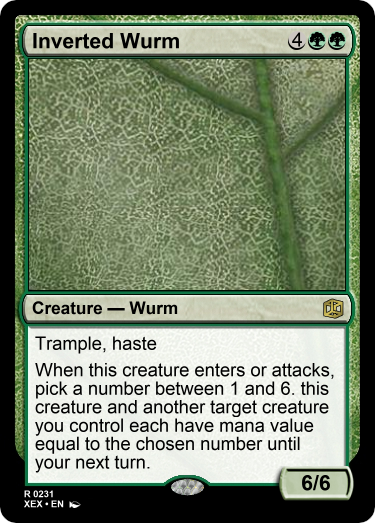 Inverted Wurm 4
Creature — Wurm
Trample, haste
When this creature enters or attacks,
pick a number between 1 and 6. this
creature and another target creature
you control each have mana value
equal to the chosen number until
your next turn.
6/6
R 0231
XEX • EN